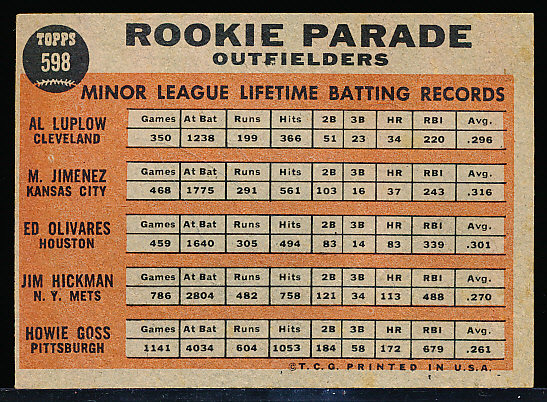 TOPPS
598
ROOKIE PARADE
OUTFIELDERS
MINOR LEAGUE LIFETIME BATTING RECORDS
AL LUPLOW
CLEVELAND
Games At Bat Runs Hits 2B 3B HR RBI Avg.
350 1238 199 366 51 23 34 220 .296
M. JIMENEZ
KANSAS CITY
Games At Bat Runs Hits 2B 3B HR RBI Avg.
468 1775 291 561 103 16 37 243 .316
ED OLIVARES
HOUSTON
Games At Bat Runs Hits 2B 3B HR RBI Avg.
459 1640 305 494 83 14 83 339 .301
JIM HICKMAN
N. Y. METS
Games At Bat Runs Hits 2B 3B HR RBI Avg.
786 2804 482 758 121 34 113 488 .270
HOWIE GOSS
PITTSBURGH
Games At Bat Runs Hits 2B 3B HR RBI Avg.
1141 4034 604 1053 184 58 172 679 .261
©T.C.G. PRINTED IN U.S.A.